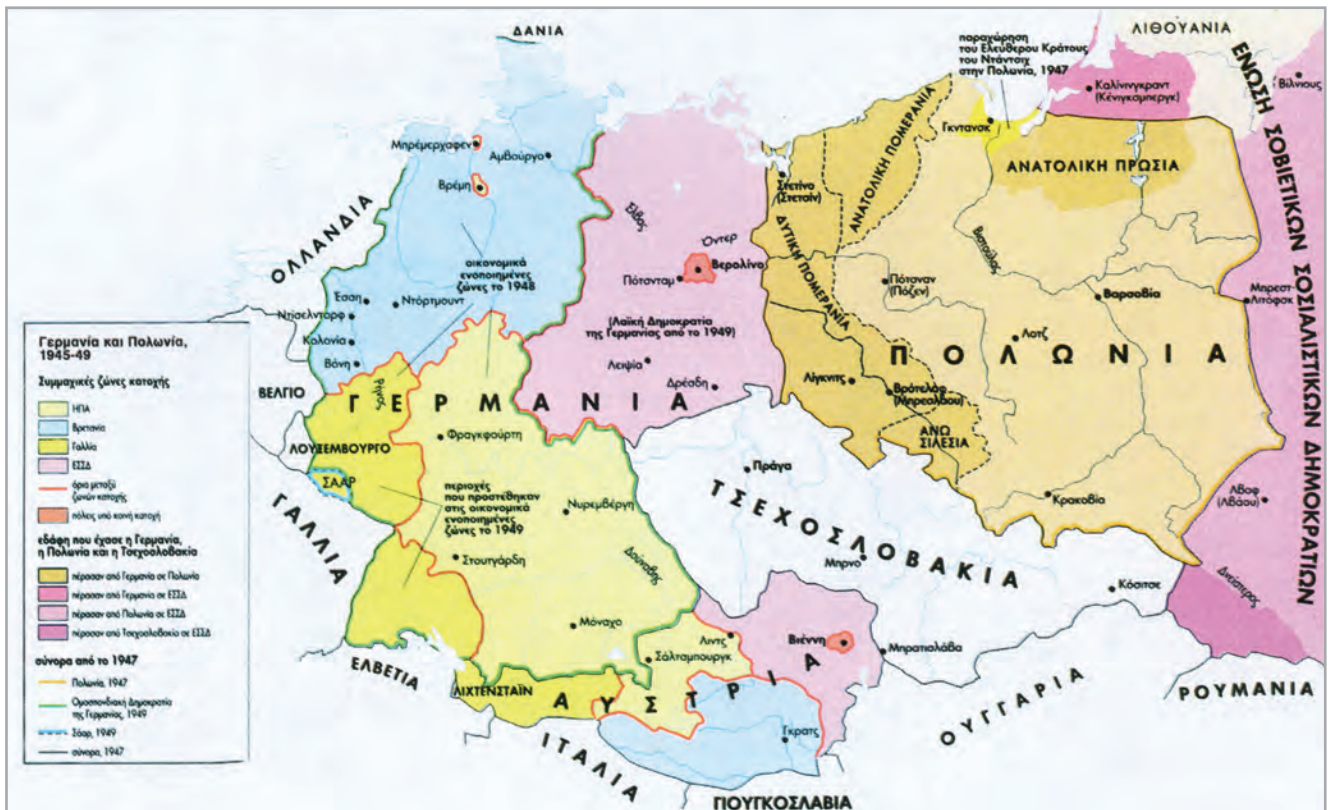 ΔΑΝΙΑ
ΛΙΘΟΥΑΝΙΑ
παραχώρηση
του Ελεύθερου Κράτους
του Ντάντσιχ
στην Πολωνία, 1947
Καλίνινγκραντ
(Κένιγκσμπεργκ)
Βίλνιους
ΕΝΩΣΗ ΣΟΒΙΕΤΙΚΩΝ ΣΟΣΙΑΛΙΣΤΙΚΩΝ ΔΗΜΟΚΡΑΤΙΩΝ
Γκντανσκ
ΑΝΑΤΟΛΙΚΗ ΠΡΩΣΙΑ
Μπρέμερχαφεν
Αμβούργο
Βρέμη
ΑΝΑΤΟΛΙΚΗ ΠΟΜΕΡΑΝΙΑ
Στετίνο
(Στετσίν)
ΔΥΤΙΚΗ ΠΟΜΕΡΑΝΙΑ
Έλβος
Όντερ
Βερολίνο
Πότσνταμ
Βιστούλας
ΟΛΛΑΝΔΙΑ
οικονομικά
ενοποιημένες
ζώνες το 1948
Έσση
Ντόρτμουντ
Ντίσελντορφ
Κολονία
Βόνη
Πότσναν
(Πόζεν)
Βαρσοβία
Μπρεστ-
Λιτόφσκ
(Λαϊκή Δημοκρατία
της Γερμανίας από το 1949)
Λειψία
Δρέσδη
Λοτζ
ΠΟΛΩΝΙΑ
Λίγκνιτς
Βρότσλαφ
(Μπρεσλάου)
ΑΝΩ
ΣΙΛΕΣΙΑ
ΒΕΛΓΙΟ
Ρήνος
ΓΕΡΜΑΝΙΑ
Φραγκφούρτη
ΛΟΥΞΕΜΒΟΥΡΓΟ
ΣΑΑΡ
ΓΑΛΛΙΑ
περιοχές
που προστέθηκαν
στις οικονομικά
ενοποιημένες
ζώνες το 1949
Νυρεμβέργη
Στουτγάρδη
Δούναβης
Μόναχο
Πράγα
ΤΣΕΧΟΣΛΟΒΑΚΙΑ
Μπρνο
Κρακοβία
Λβοφ
(Λβάου)
Κόσιτσε
Δνείστερος
Λιντς
Σάλτσμπουργκ
Βιέννη
Μπρατισλάβα
ΕΛΒΕΤΙΑ
ΛΙΧΤΕΝΣΤΑΪΝ
ΑΥΣΤΡΙΑ
Γκρατς
ΙΤΑΛΙΑ
ΓΙΟΥΓΚΟΣΛΑΒΙΑ
ΟΥΓΓΑΡΙΑ
ΡΟΥΜΑΝΙΑ
Γερμανία και Πολωνία,
1945-49
Συμμαχικές ζώνες κατοχής
ΗΠΑ
Βρετανία
Γαλλία
ΕΣΣΔ
όρια μεταξύ
ζωνών κατοχής
πόλεις υπό κοινή κατοχή
εδάφη που έχασε η Γερμανία,
η Πολωνία και η Τσεχοσλοβακία
πέρασαν από Γερμανία σε Πολωνία
πέρασαν από Γερμανία σε ΕΣΣΔ
πέρασαν από Πολωνία σε ΕΣΣΔ
πέρασαν από Τσεχοσλοβακία σε ΕΣΣΔ
σύνορα από το 1947
Πολωνία, 1947
Ομοσπονδιακή Δημοκρατία
της Γερμανίας, 1949
Σάαρ, 1949
σύνορα, 1947